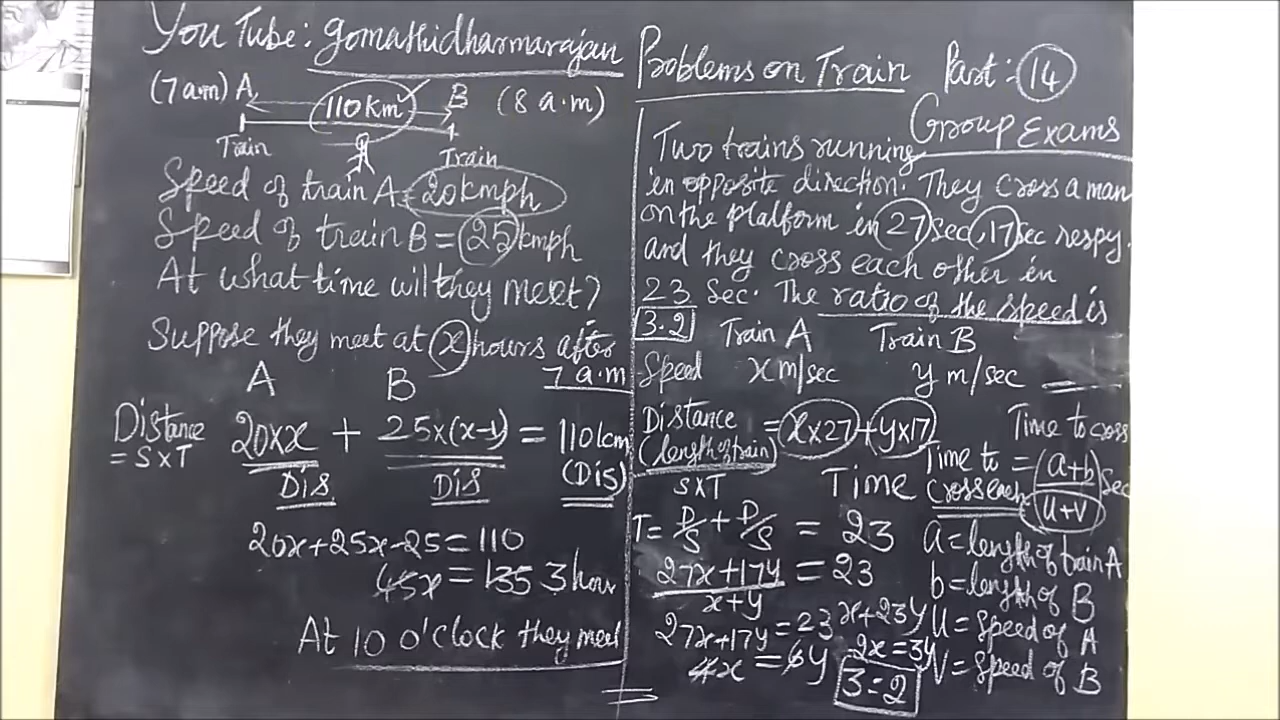 YouTube: gomathidharmarajan
(7 a.m) A 110 km B (8 a.m)
Train Train
Speed of train A = 20 kmph
Speed of train B = 25 kmph
At what time will they meet?
Suppose they meet at x hours after
7 a.m
A B
Distance = S x T
20 x x + 25 x (x-1) = 110 km
Dis Dis (Dis)
20x + 25x - 25 = 110
45x = 135 3 hour
At 10 o'clock they meet
Problems on Train Part: 14
Group Exams
Two trains running
in opposite direction. They cross a man
on the platform in 27 sec, 17 sec respy.
and they cross each other in
23 sec. The ratio of the speed is
3:2 Train A Train B
Speed x m/sec y m/sec
Distance (length of train) = x x 27 + y x 17
S x T Time
T = D/S + D/S = 23
27x + 17y / x + y = 23
27x + 17y = 23x + 23y
4x = 6y
2x = 3y
3:2
Time to cross
Time to cross each = (a+b) / (u+v) sec
a = length of train A
b = length of B
u = Speed of A
V = Speed of B